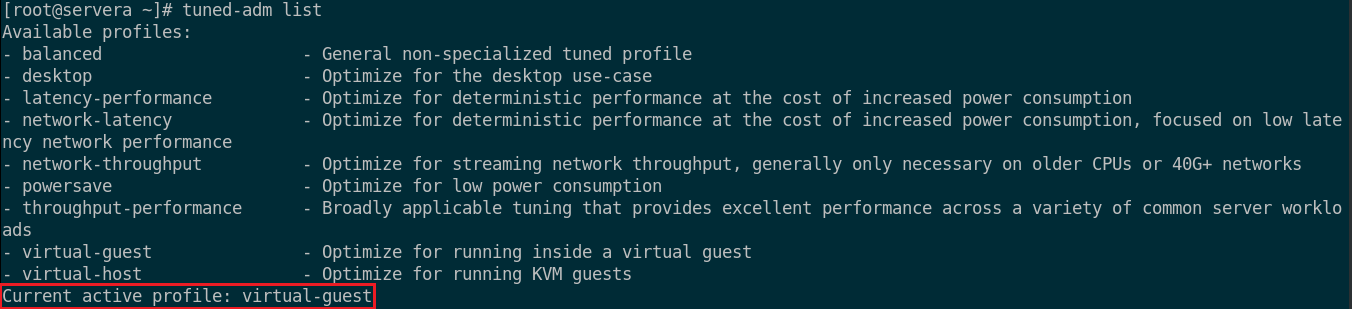 [root@servera ~]# tuned-adm list
Available profiles:
- balanced                    - General non-specialized tuned profile
- desktop                     - Optimize for the desktop use-case
- latency-performance         - Optimize for deterministic performance at the cost of increased power consumption
- network-latency             - Optimize for deterministic performance at the cost of increased power consumption, focused on low late
ncy network performance
- network-throughput          - Optimize for streaming network throughput, generally only necessary on older CPUs or 40G+ networks
- powersave                   - Optimize for low power consumption
- throughput-performance      - Broadly applicable tuning that provides excellent performance across a variety of common server worklo
ads
- virtual-guest               - Optimize for running inside a virtual guest
- virtual-host                - Optimize for running KVM guests
Current active profile: virtual-guest